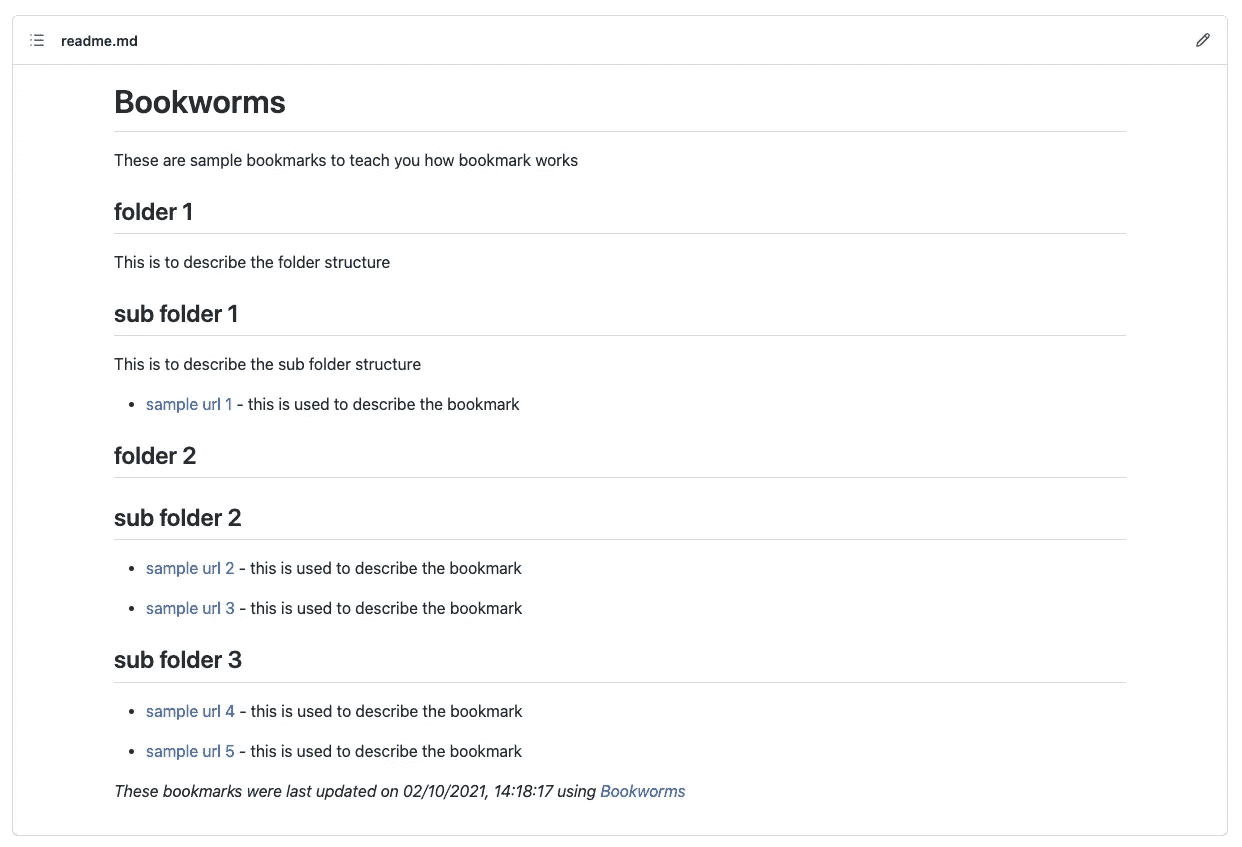 readme.md
Bookworms
These are sample bookmarks to teach you how bookmark works
folder 1
This is to describe the folder structure
sub folder 1
This is to describe the sub folder structure
sample url 1 - this is used to describe the bookmark
folder 2
sub folder 2
sample url 2 - this is used to describe the bookmark
sample url 3 - this is used to describe the bookmark
sub folder 3
sample url 4 - this is used to describe the bookmark
sample url 5 - this is used to describe the bookmark
These bookmarks were last updated on 02/10/2021, 14:18:17 using Bookworms